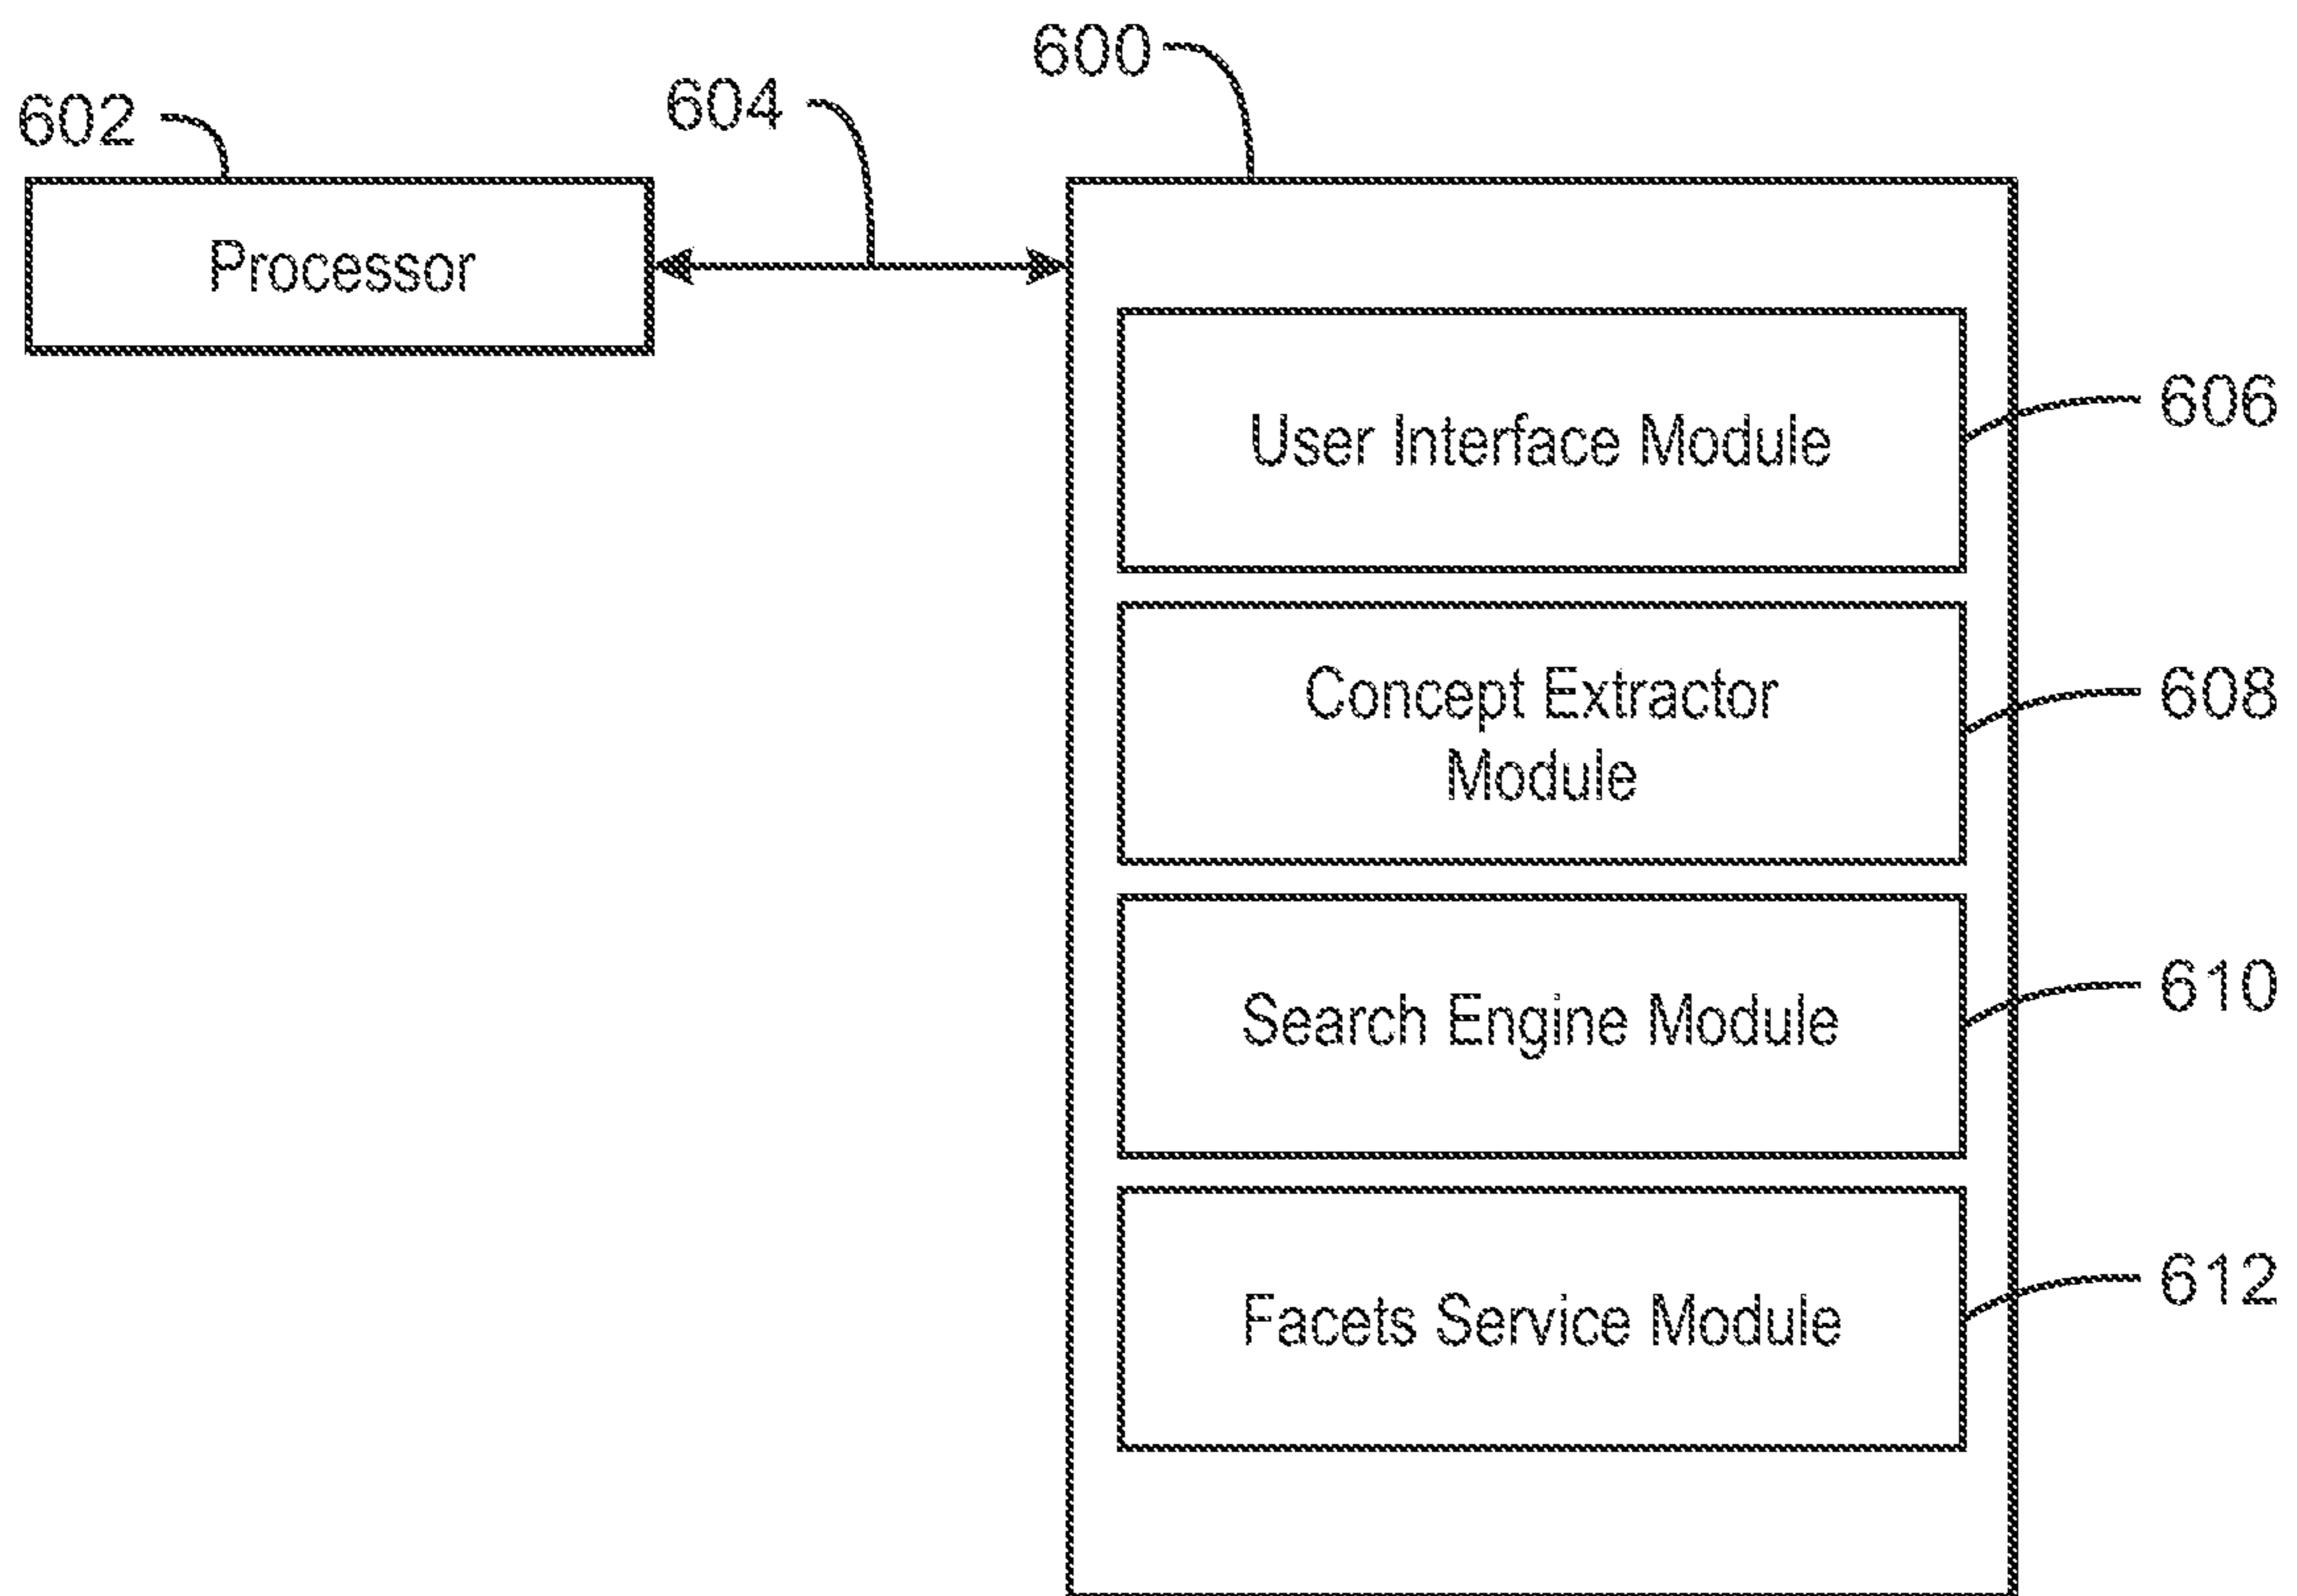 600
604
602
Processor
User Interface Module
606
Concept Extractor
Module
608
Search Engine Module
610
Facets Service Module
612